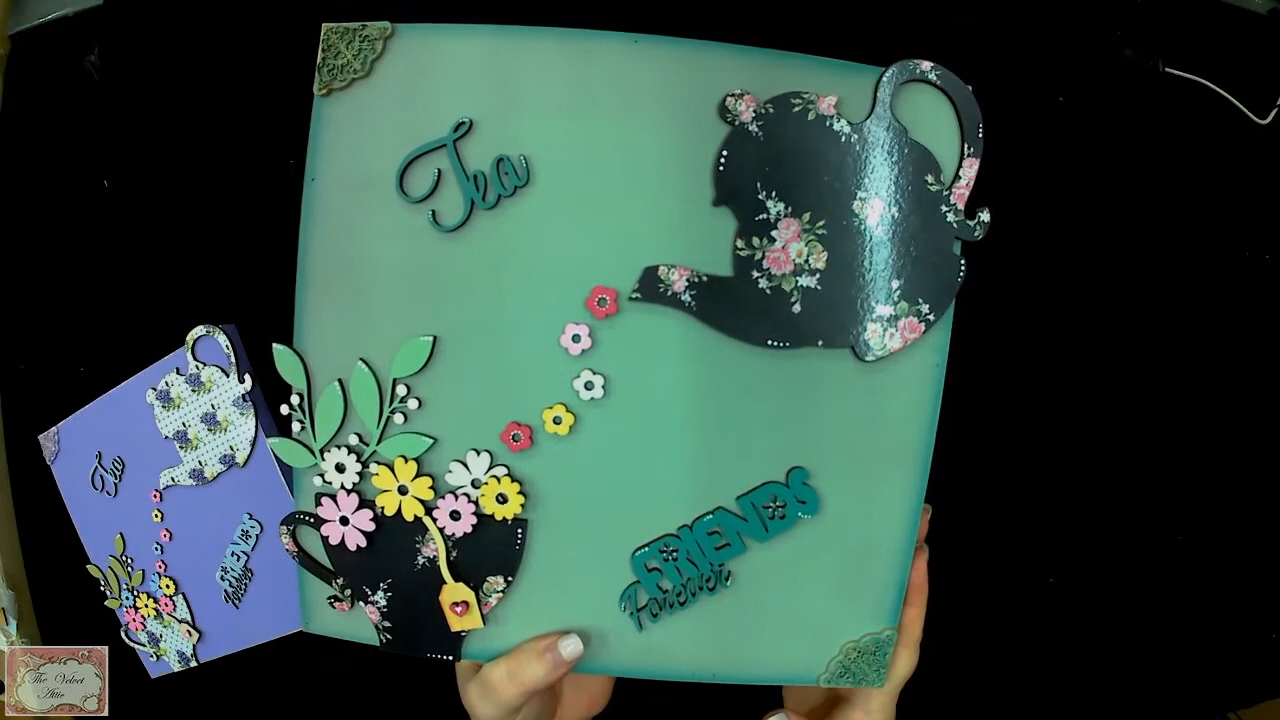 Tea
FRIENDS
Forever
Tea
FRIENDS
Forever
The Velvet
Attic